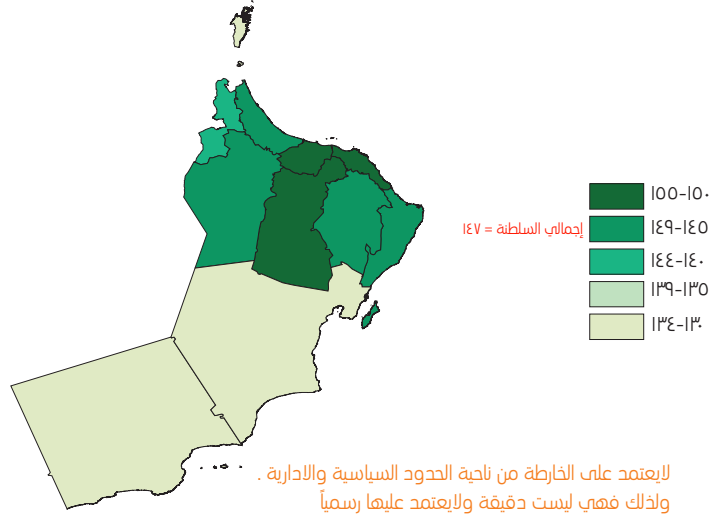 ١٥٥-١٥٠
إجمالي السلطنة = ١٤٧
١٤٩-١٤٥
١٤٤-١٤٠
١٣٩-١٣٥
١٣٤-١٣٠
لايعتمد على الخارطة من ناحية الحدود السياسية والادارية .
ولذلك فهي ليست دقيقة ولايعتمد عليها رسمياً